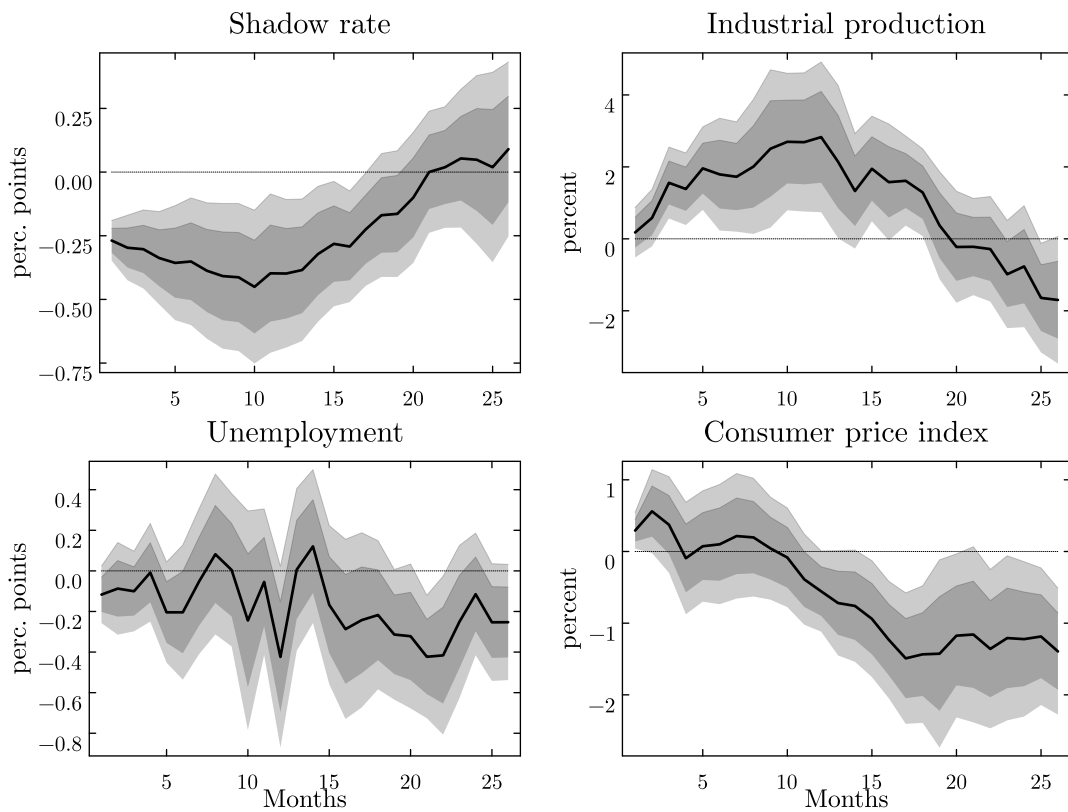 Shadow rate
perc. points
0.25
0.00
−0.25
−0.50
−0.75
5 10 15 20 25
Industrial production
percent
4
2
0
−2
5 10 15 20 25
Unemployment
perc. points
0.4
0.2
0.0
−0.2
−0.4
−0.6
−0.8
5 10 15 20 25
Months
Consumer price index
percent
1
0
−1
−2
5 10 15 20 25
Months